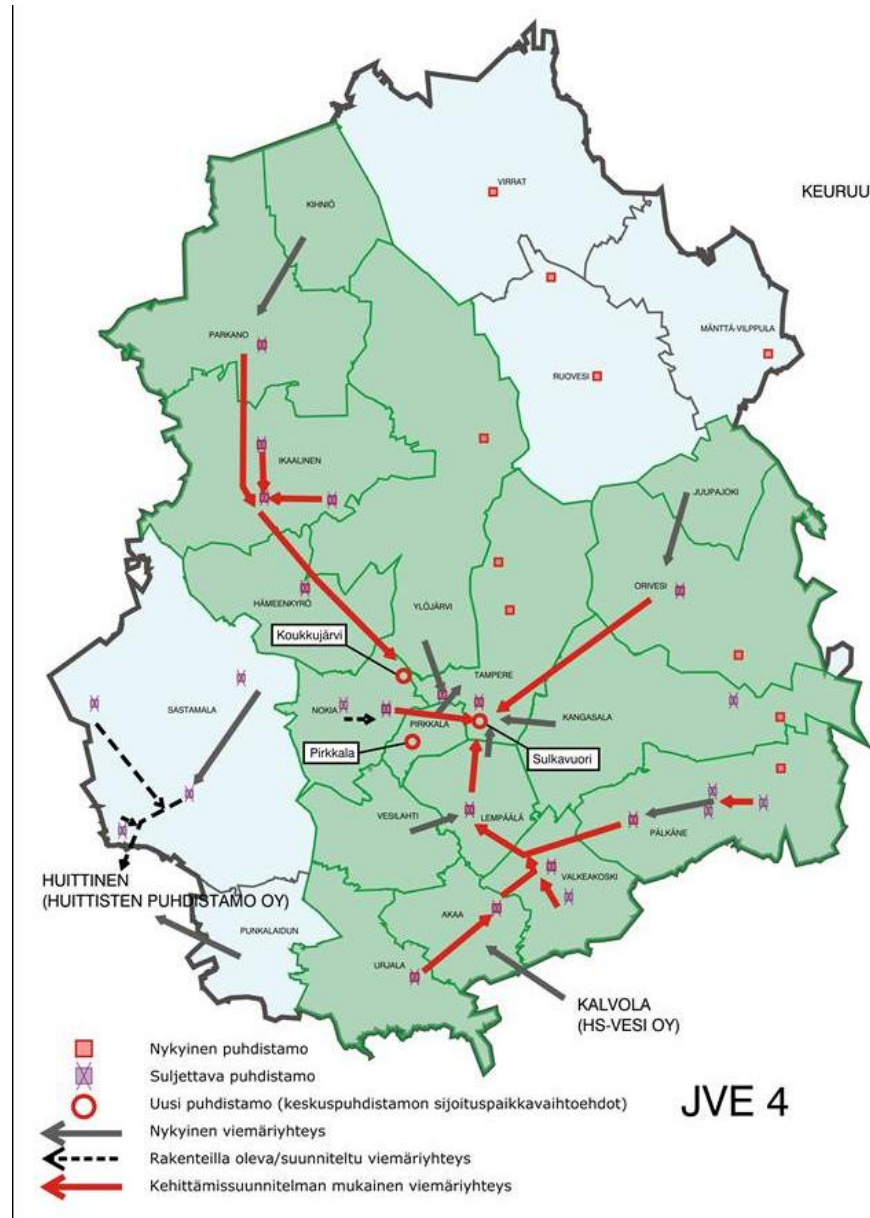 VIRRAT
KEURUU
KIHNIÖ
PARKANO
MÄNTTÄ-VILPPULA
RUOVESI
IKAALINEN
JUUPAJOKI
ORIVESI
HÄMEENKYRÖ
YLÖJÄRVI
Koukkujärvi
TAMPERE
SASTAMALA
NOKIA
PIRKKALA
KANGASALA
Pirkkala
Sulkavuori
VESILAHTI
LEMPÄÄLÄ
PÄLKÄNE
VALKEAKOSKI
HUITTINEN
(HUITTISTEN PUHDISTAMO OY)
AKAA
PUNKALAIDUN
URJALA
KALVOLA
(HS-VESI OY)
Nykyinen puhdistamo
Suljettava puhdistamo
Uusi puhdistamo (keskuspuhdistamon sijoituspaikkavaihtoehdot)
JVE 4
Nykyinen viemäriyhteys
Rakenteilla oleva/suunniteltu viemäriyhteys
Kehittämissuunnitelman mukainen viemäriyhteys